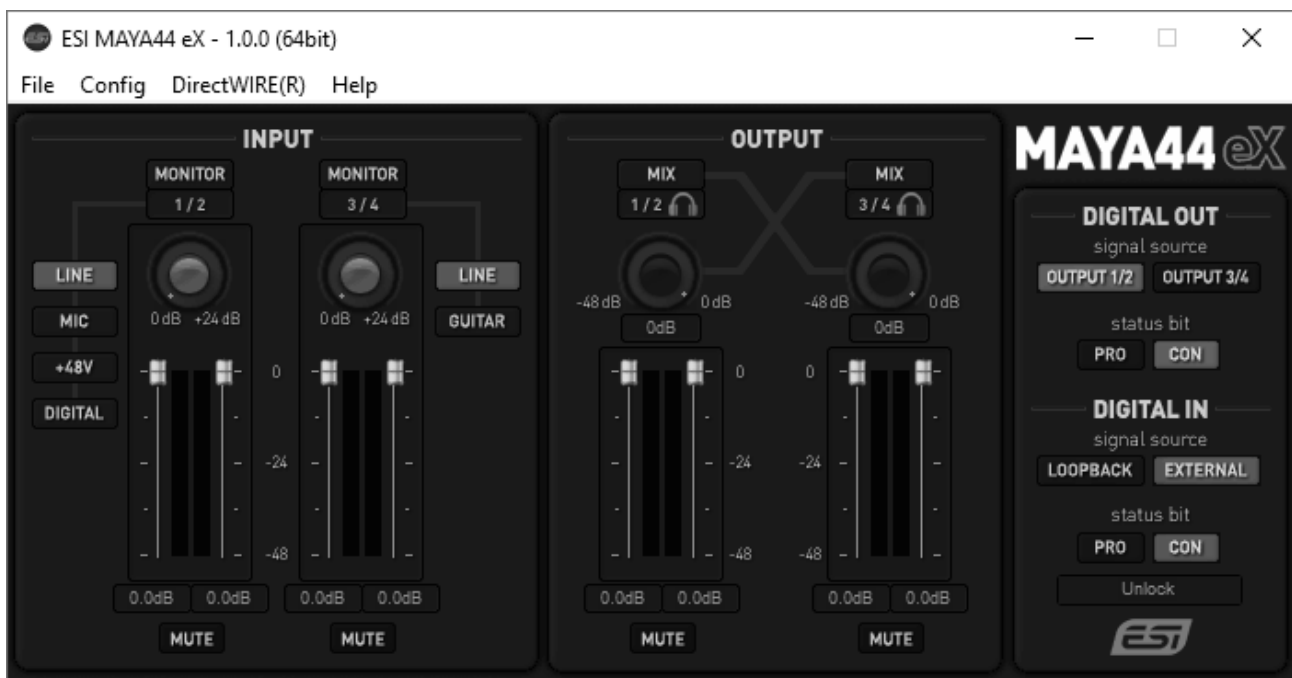 ESI MAYA44 eX - 1.0.0 (64bit)
File Config DirectWIRE(R) Help
INPUT
MONITOR
1 / 2
MONITOR
3 / 4
LINE
MIC
+48V
DIGITAL
0 dB +24 dB
0 dB +24 dB
LINE
GUITAR
0
-24
-48
0.0dB 0.0dB
0.0dB 0.0dB
MUTE
MUTE
OUTPUT
MIX
1 / 2
MIX
3 / 4
-48 dB 0 dB
0dB
-48 dB 0 dB
0dB
0 0
-24 -24
-48 -48
0.0dB 0.0dB
0.0dB 0.0dB
MUTE
MUTE
MAYA44 eX
DIGITAL OUT
signal source
OUTPUT 1/2 OUTPUT 3/4
status bit
PRO CON
DIGITAL IN
signal source
LOOPBACK EXTERNAL
status bit
PRO CON
Unlock
ESI